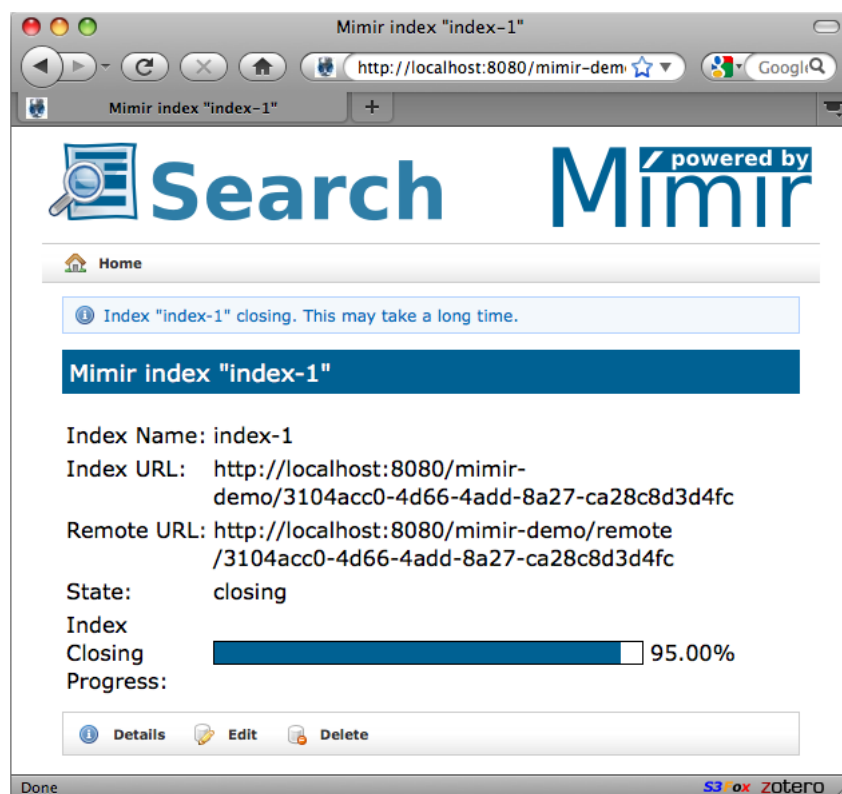 Mimir index "index-1"
http://localhost:8080/mimir-dem
Google
Mimir index "index-1"
+
Search
powered by
Mimir
Home
Index "index-1" closing. This may take a long time.
Mimir index "index-1"
Index Name: index-1
Index URL: http://localhost:8080/mimir-
demo/3104acc0-4d66-4add-8a27-ca28c8d3d4fc
Remote URL: http://localhost:8080/mimir-demo/remote
/3104acc0-4d66-4add-8a27-ca28c8d3d4fc
State: closing
Index
Closing 95.00%
Progress:
Details Edit Delete
Done S3Fox zotero